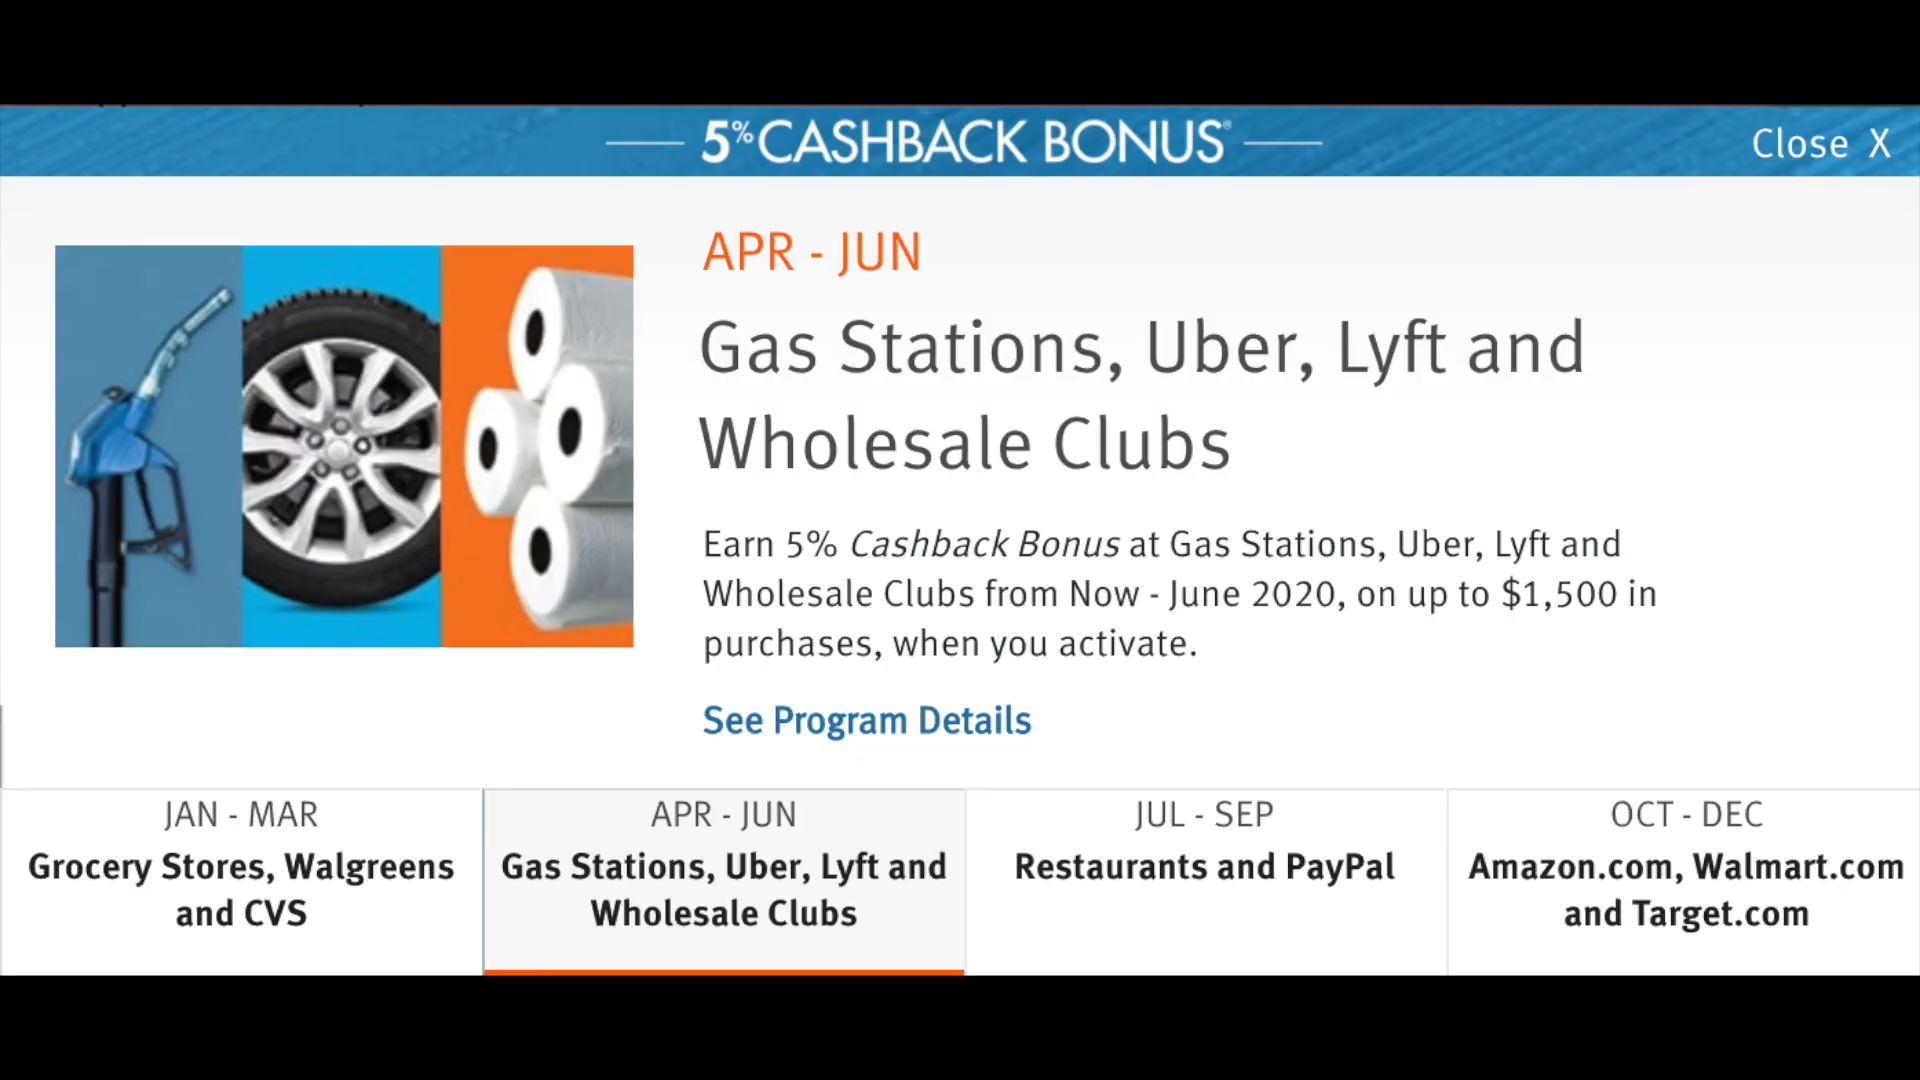 5% CASHBACK BONUS®
Close X
APR - JUN
Gas Stations, Uber, Lyft and
Wholesale Clubs
Earn 5% Cashback Bonus at Gas Stations, Uber, Lyft and
Wholesale Clubs from Now - June 2020, on up to $1,500 in
purchases, when you activate.
See Program Details
JAN - MAR
Grocery Stores, Walgreens
and CVS
APR - JUN
Gas Stations, Uber, Lyft and
Wholesale Clubs
JUL - SEP
Restaurants and PayPal
OCT - DEC
Amazon.com, Walmart.com
and Target.com